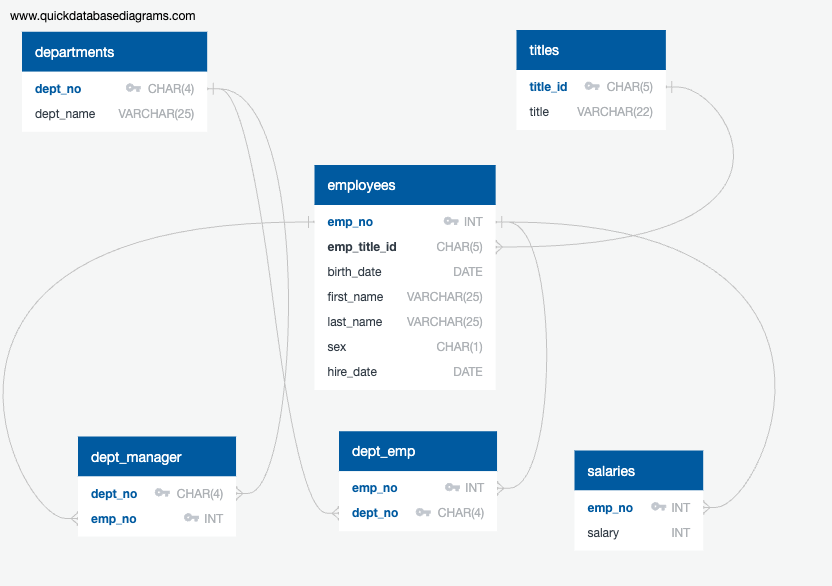 www.quickdatabasediagrams.com
departments
dept_no CHAR(4)
dept_name VARCHAR(25)
titles
title_id CHAR(5)
title VARCHAR(22)
employees
emp_no INT
emp_title_id CHAR(5)
birth_date DATE
first_name VARCHAR(25)
last_name VARCHAR(25)
sex CHAR(1)
hire_date DATE
dept_manager
dept_no CHAR(4)
emp_no INT
dept_emp
emp_no INT
dept_no CHAR(4)
salaries
emp_no INT
salary INT